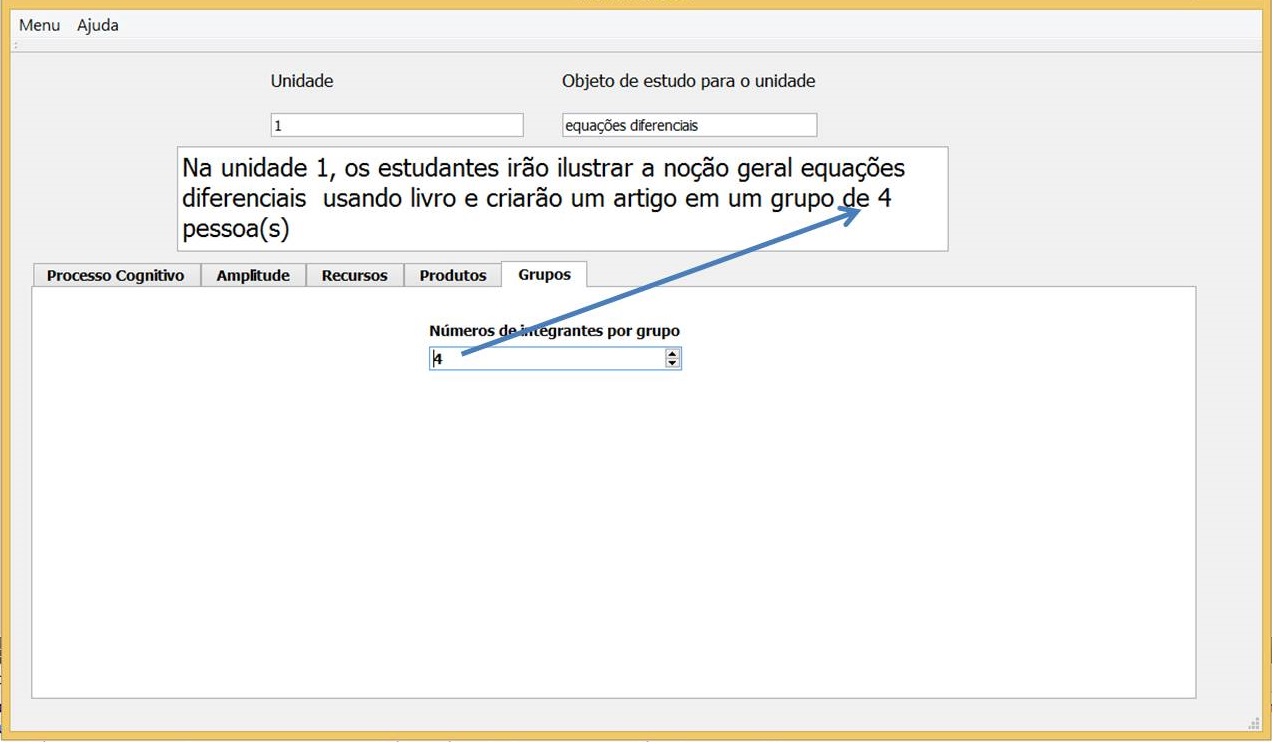 Menu Ajuda
Unidade Objeto de estudo para o unidade
1 equações diferenciais
Na unidade 1, os estudantes irão ilustrar a noção geral equações
diferenciais usando livro e criarão um artigo em um grupo de 4
pessoa(s)
Processo Cognitivo Amplitude Recursos Produtos Grupos
Números de integrantes por grupo
4